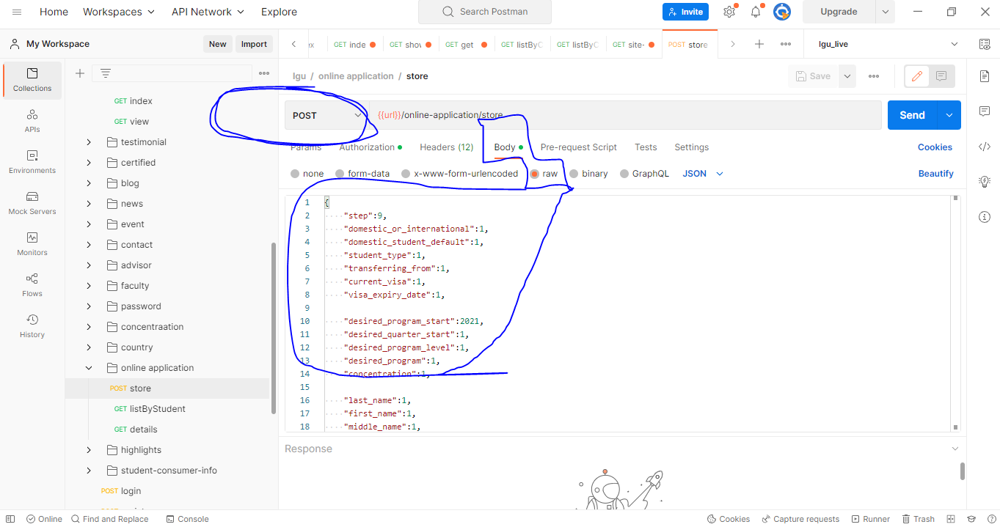 Home Workspaces API Network Explore Search Postman Invite Upgrade
My Workspace New Import GET inde GET shov GET get GET listByC GET listByC GET site- POST store lgu_live
lgu / online application / store Save
Collections
APIs
Environments
Mock Servers
Monitors
Flows
History
GET index
GET view
testimonial
certified
blog
news
event
contact
advisor
faculty
password
concentraation
country
online application
POST store
GET listByStudent
GET details
highlights
student-consumer-info
POST login
POST {{url}}/online-application/store Send
Params Authorization Headers (12) Body Pre-request Script Tests Settings Cookies
none form-data x-www-form-urlencoded raw binary GraphQL JSON Beautify
1 {
2 "step":9,
3 "domestic_or_international":1,
4 "domestic_student_default":1,
5 "student_type":1,
6 "transferring_from":1,
7 "current_visa":1,
8 "visa_expiry_date":1,
9
10 "desired_program_start":2021,
11 "desired_quarter_start":1,
12 "desired_program_level":1,
13 "desired_program":1,
14 "concentration":1,
15
16 "last_name":1,
17 "first_name":1,
18 "middle_name":1,
Response
Online Find and Replace Console Cookies Capture requests Runner Trash